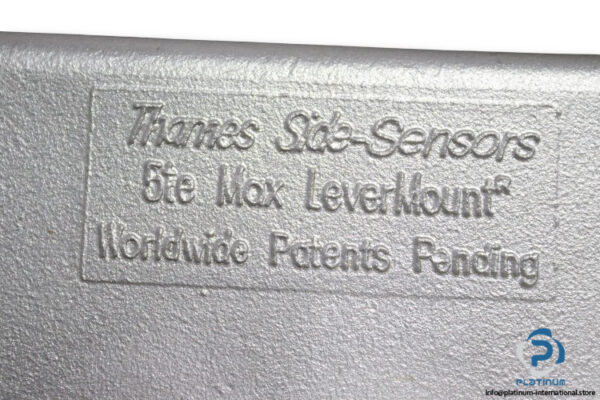 Thames Side-Sensors
5te Max LeverMount®
Worldwide Patents Pending
PLATINUM
info@platinum-international.store